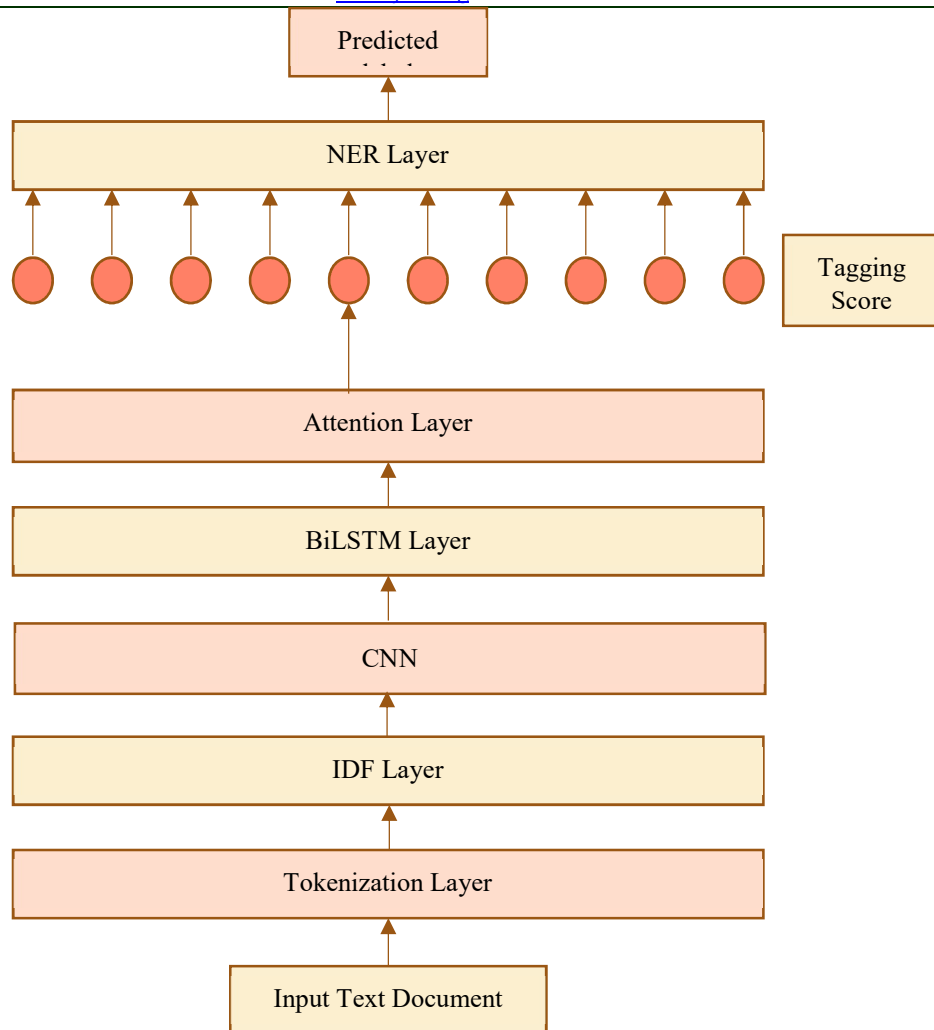 Predicted
NER Layer
Tagging
Score
Attention Layer
BiLSTM Layer
CNN
IDF Layer
Tokenization Layer
Input Text Document